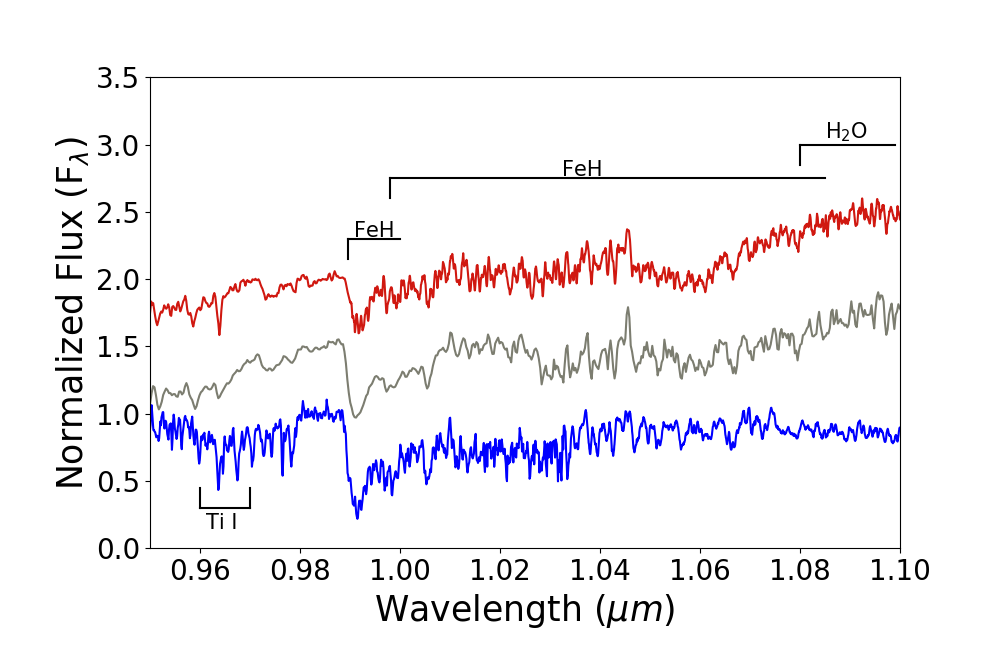 3.5
3.0
2.5
2.0
1.5
1.0
0.5
0.0
Normalized Flux (F_λ)
H₂O
FeH
FeH
Ti I
0.96 0.98 1.00 1.02 1.04 1.06 1.08 1.10
Wavelength (μm)